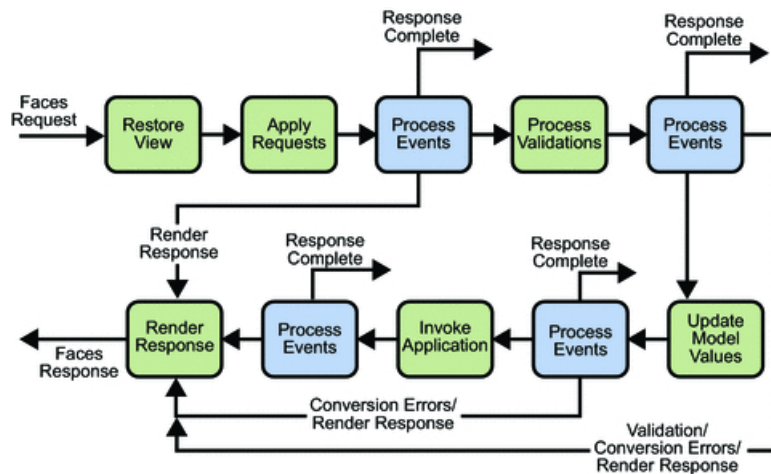 Response
Complete
Response
Complete
Faces
Request
Restore
View
Apply
Requests
Process
Events
Process
Validations
Process
Events
Render
Response
Response
Complete
Response
Complete
Render
Response
Process
Events
Invoke
Application
Process
Events
Update
Model
Values
Faces
Response
Conversion Errors/
Render Response
Validation/
Conversion Errors/
Render Response